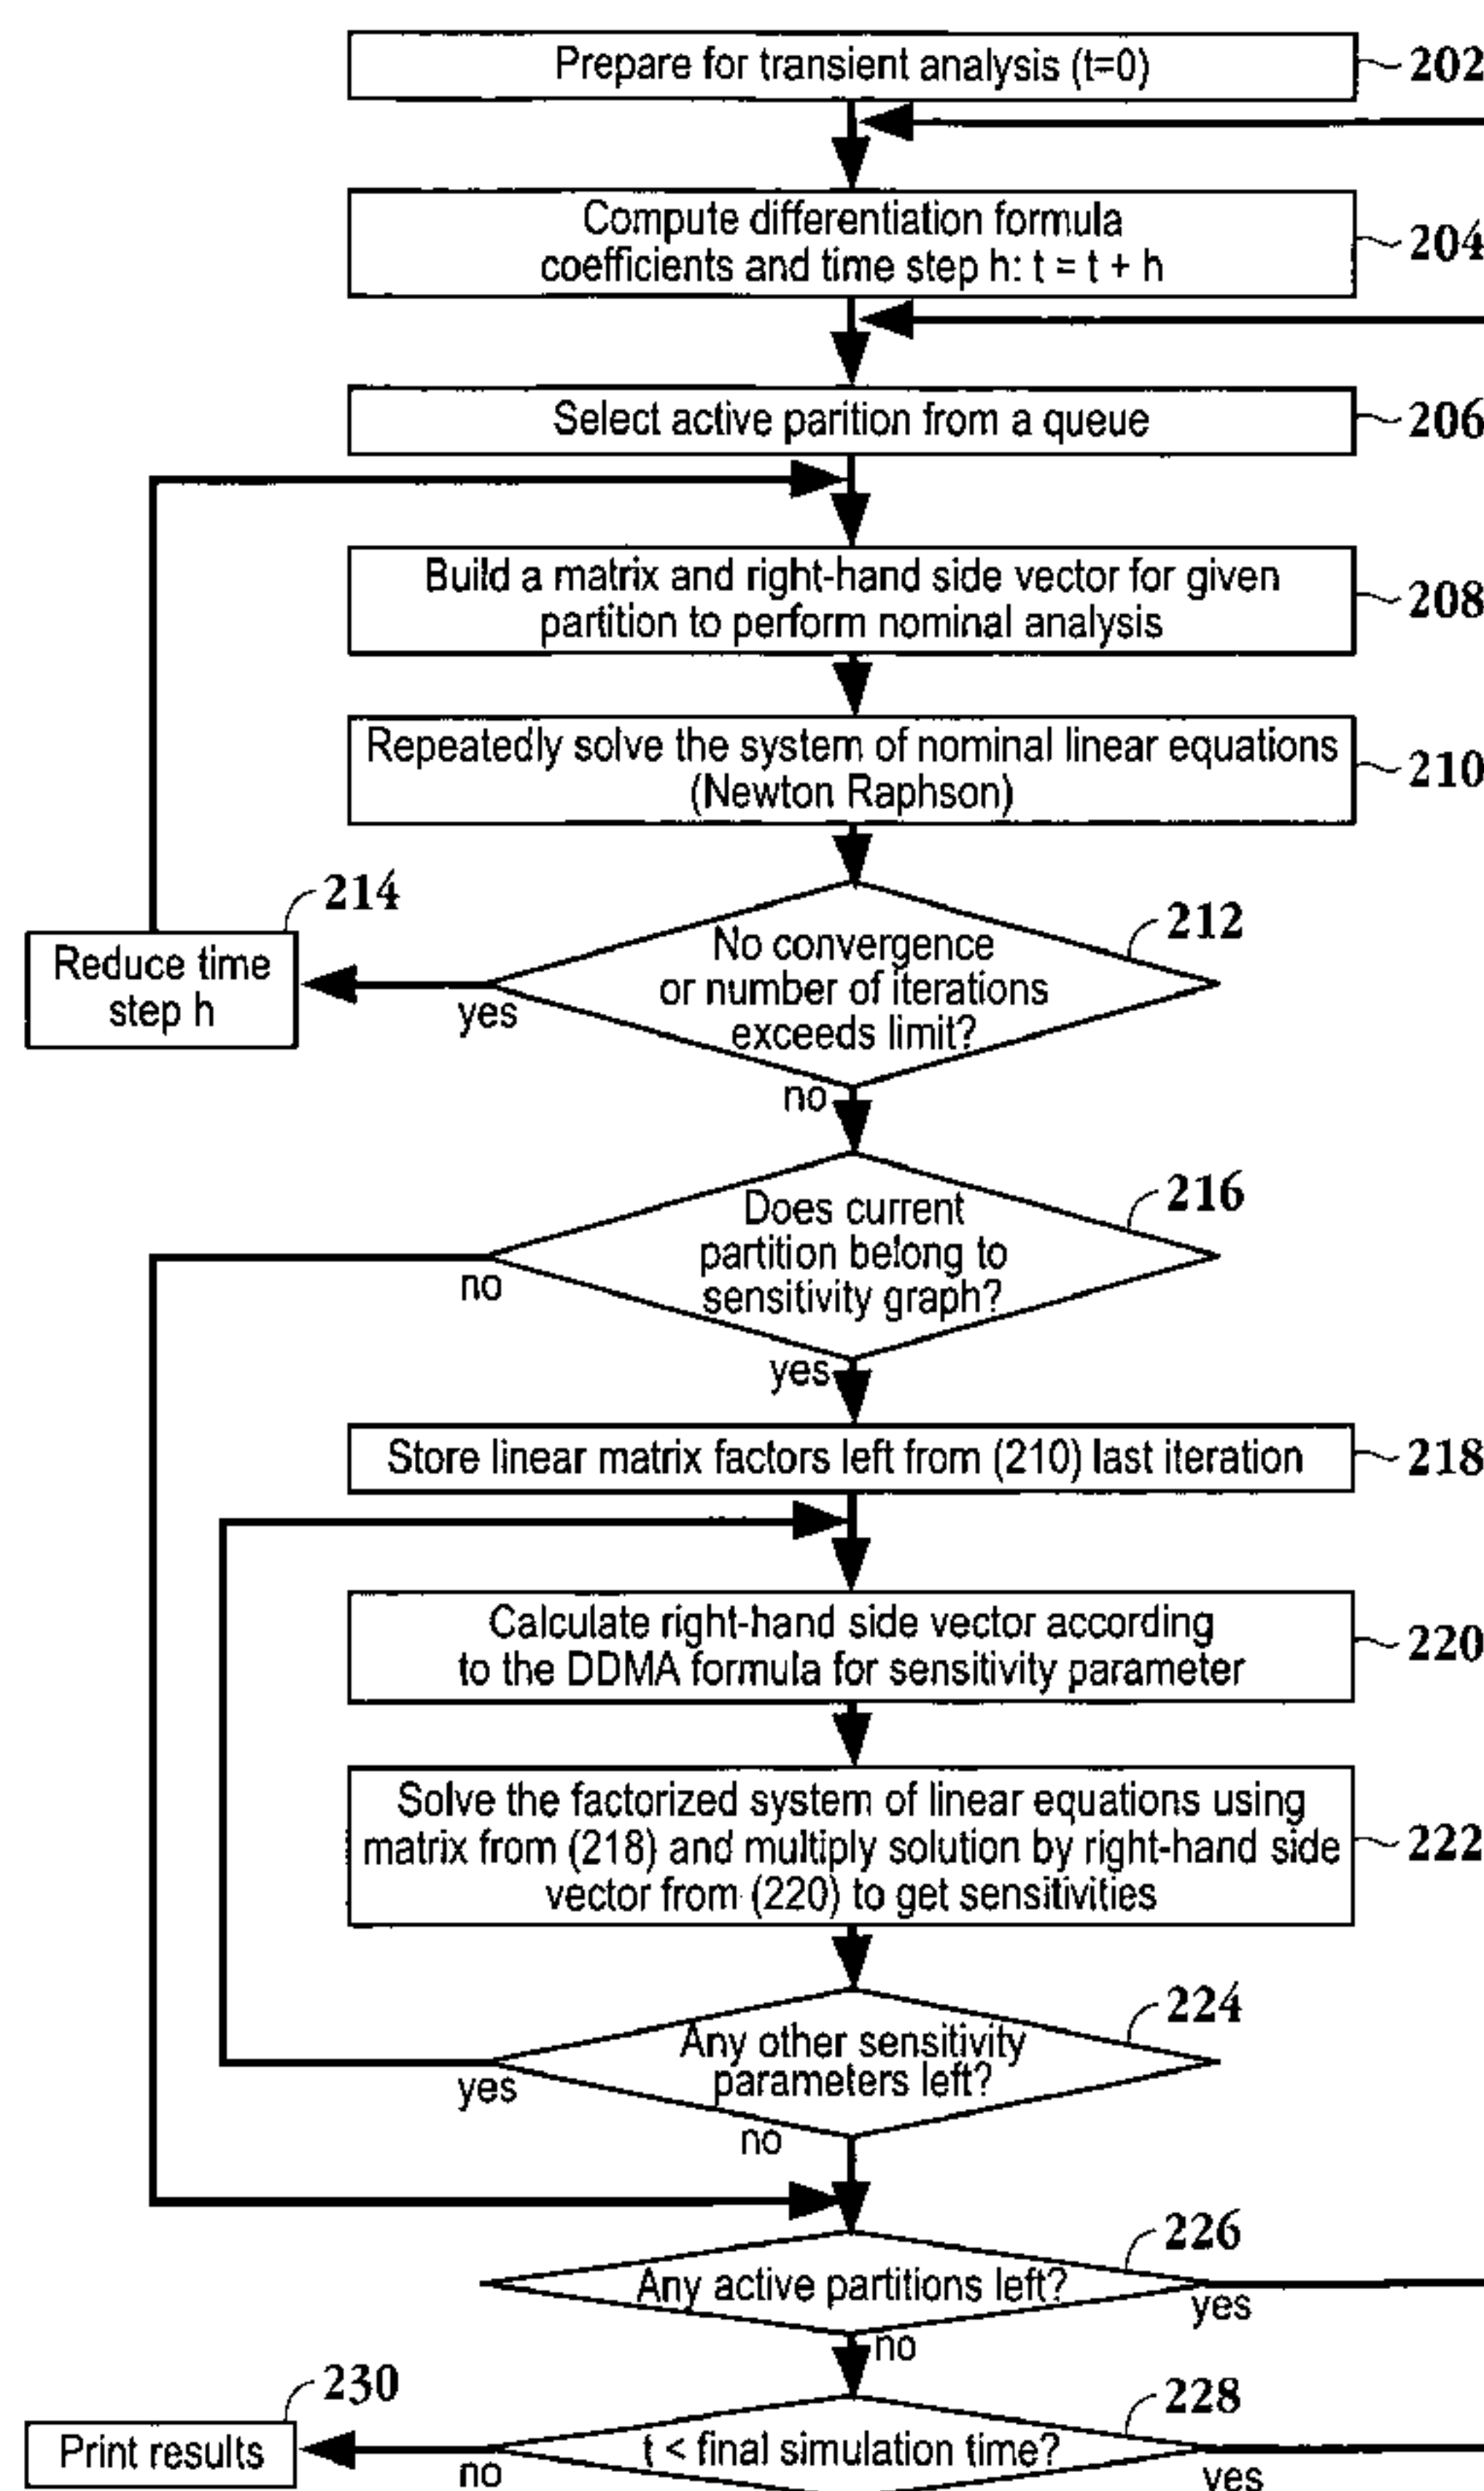 Prepare for transient analysis (t=0)
202
Compute differentiation formula
coefficients and time step h: t = t + h
204
Select active parition from a queue
206
Build a matrix and right-hand side vector for given
partition to perform nominal analysis
208
Repeatedly solve the system of nominal linear equations
(Newton Raphson)
210
214
Reduce time
step h
212
No convergence
or number of iterations
exceeds limit?
yes
no
216
Does current
partition belong to
sensitivity graph?
no
yes
Store linear matrix factors left from (210) last iteration
218
Calculate right-hand side vector according
to the DDMA formula for sensitivity parameter
220
Solve the factorized system of linear equations using
matrix from (218) and multiply solution by right-hand side
vector from (220) to get sensitivities
222
224
Any other sensitivity
parameters left?
yes
no
226
Any active partitions left?
yes
no
230
Print results
228
t < final simulation time?
no
yes